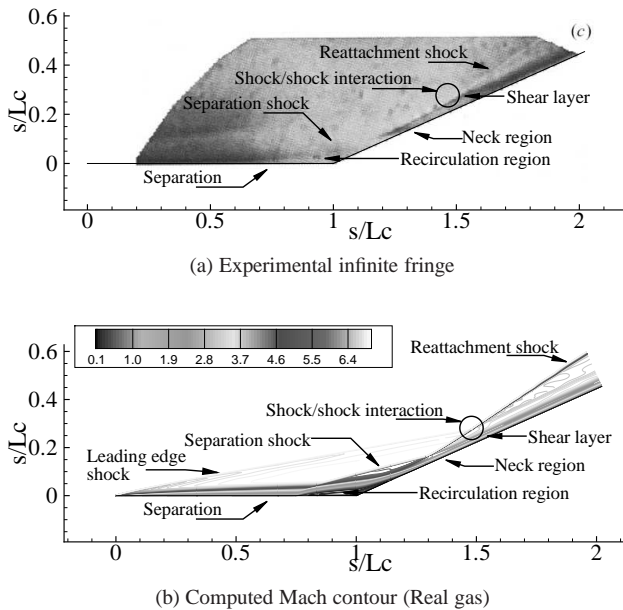 (c)
0.6
Reattachment shock
0.4
Shock/shock interaction
s/Lc
Separation shock
Shear layer
0.2
Neck region
Recirculation region
0
Separation
0 0.5 1 1.5 2
s/Lc
(a) Experimental infinite fringe
0.1 1.0 1.9 2.8 3.7 4.6 5.5 6.4
0.6
Reattachment shock
0.4
Shock/shock interaction
s/Lc
Separation shock
Shear layer
0.2
Leading edge
shock
Neck region
Recirculation region
0
Separation
0 0.5 1 1.5 2
s/Lc
(b) Computed Mach contour (Real gas)